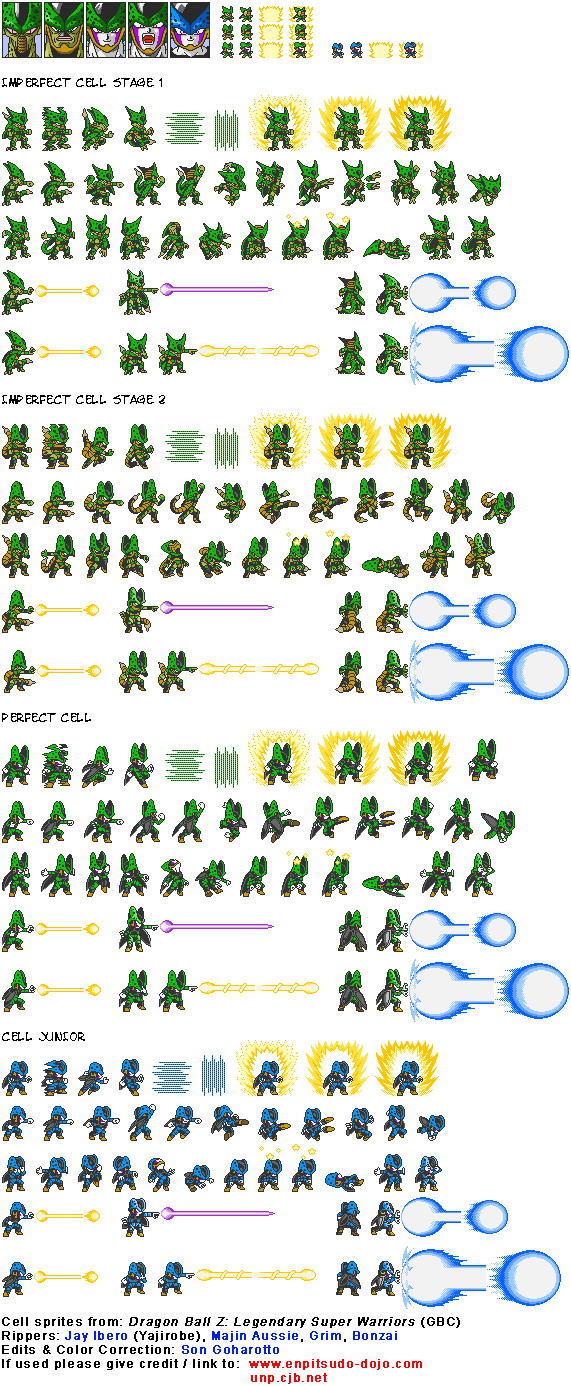 IMPERFECT CELL STAGE 1
IMPERFECT CELL STAGE 2
PERFECT CELL
CELL JUNIOR
Cell sprites from: Dragon Ball Z: Legendary Super Warriors (GBC)
Rippers: Jay Ibero (Yajirobe), Majin Aussie, Grim, Bonzai
Edits & Color Correction: Son Goharotto
If used please give credit / link to: www.enpitsudo-dojo.com
unp.cjb.net